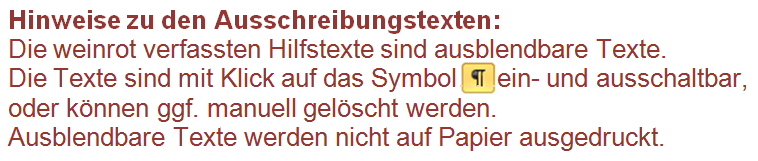 Hinweise zu den Ausschreibungstexten:
Die weinrot verfassten Hilfstexte sind ausblendbare Texte.
Die Texte sind mit Klick auf das Symbol ¶ ein- und ausschaltbar,
oder können ggf. manuell gelöscht werden.
Ausblendbare Texte werden nicht auf Papier ausgedruckt.